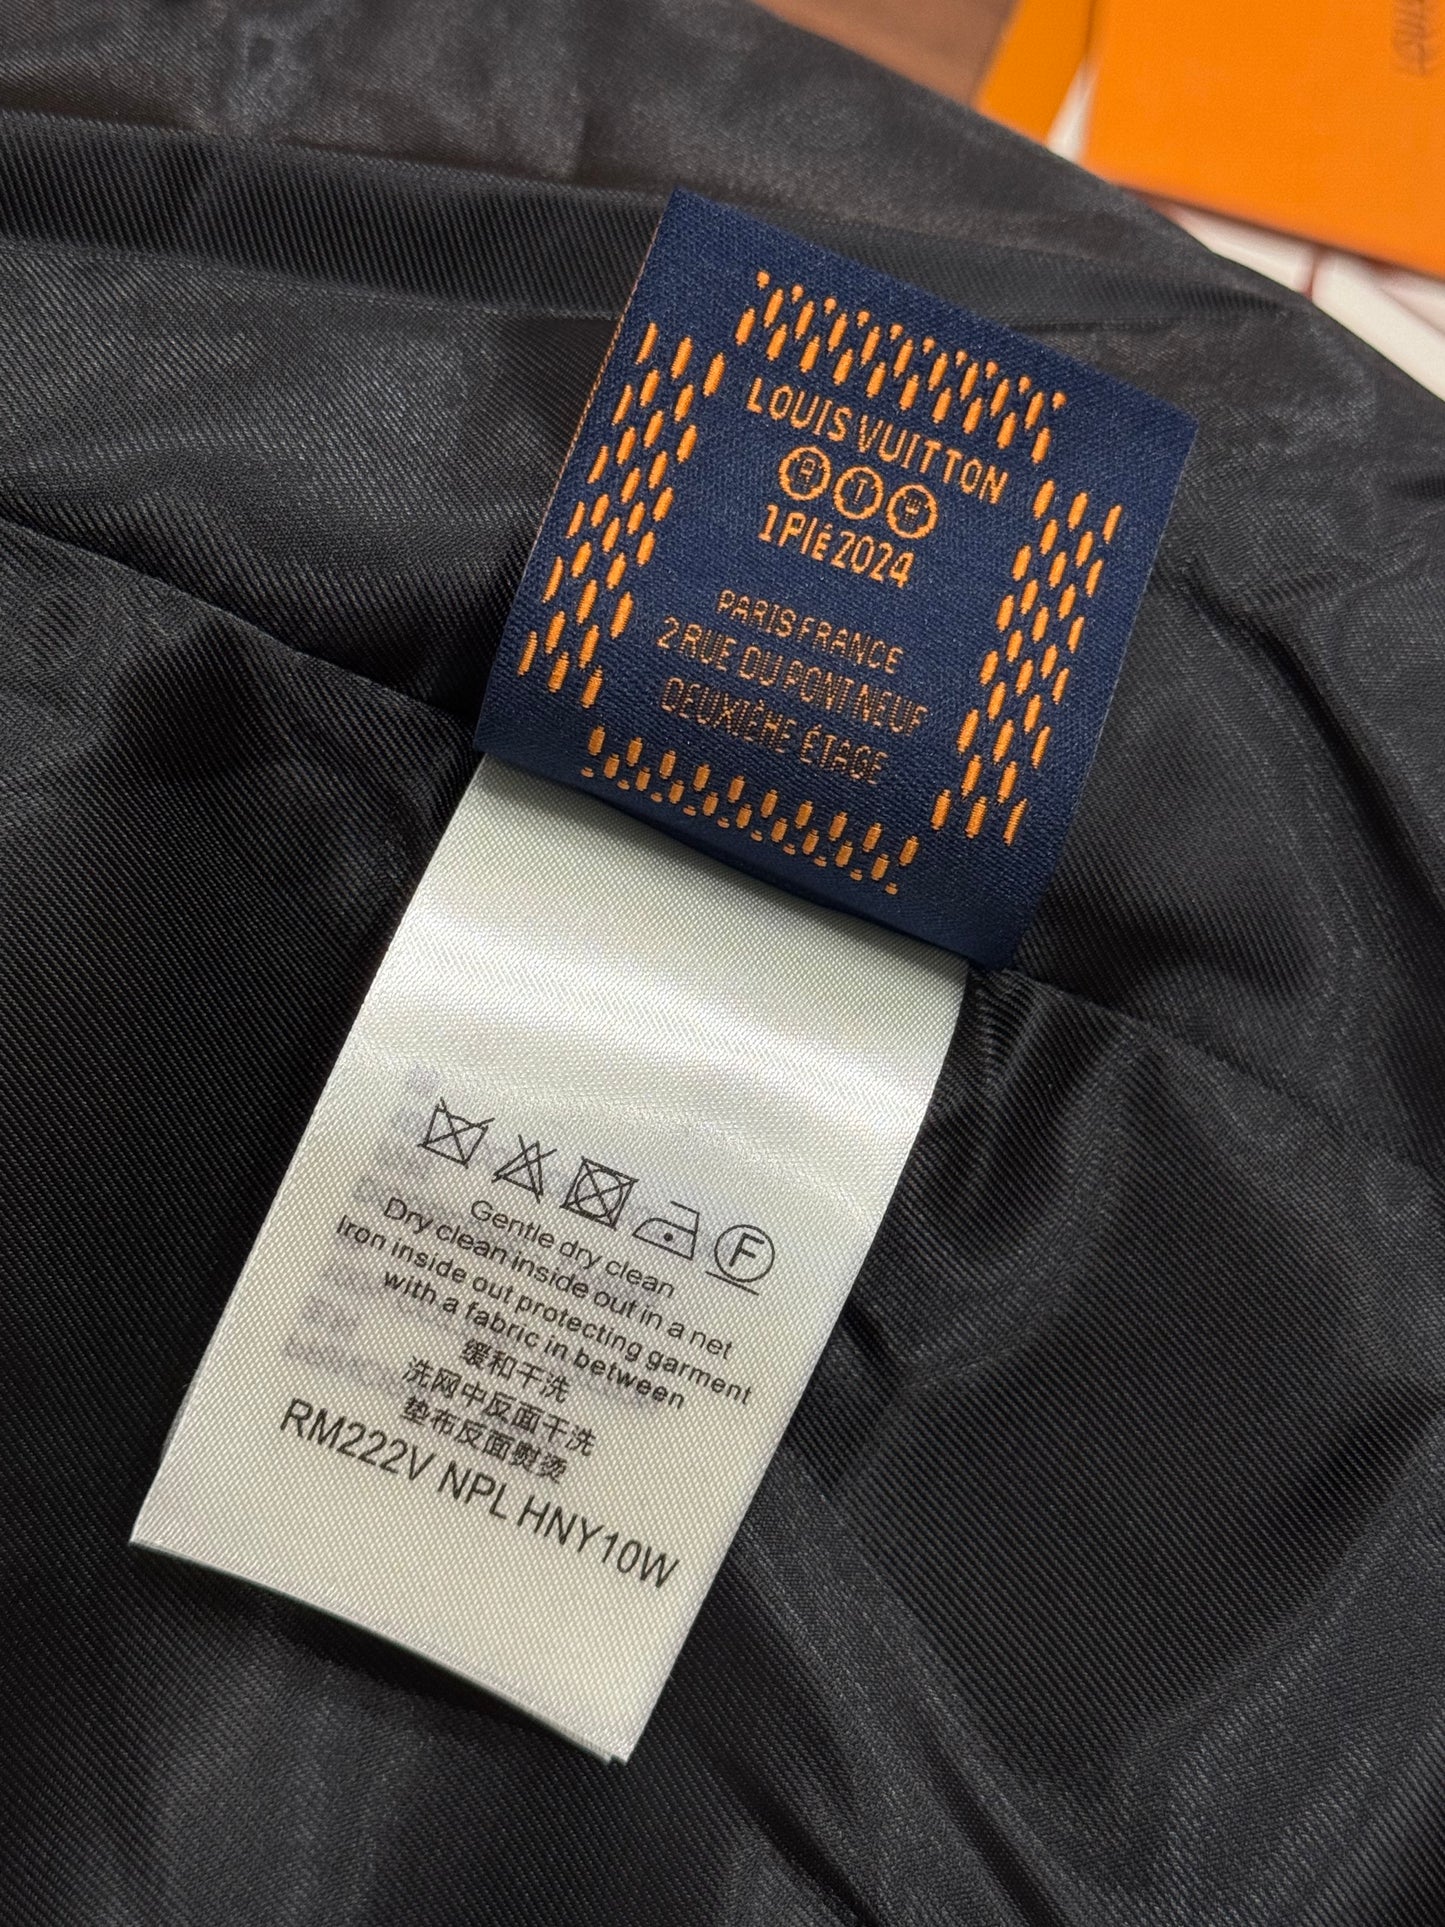 LOUIS VUITTON
1 PIÉ 2024
PARIS FRANCE
2 RUE DU PONT NEUF
DEUXIÈME ÉTAGE
F
Gentle dry clean
Dry clean inside out in a net
Iron inside out protecting garment
with a fabric in between
缓和干洗
洗网中反面干洗
垫布反面熨烫
RM222V NPL HNY10W